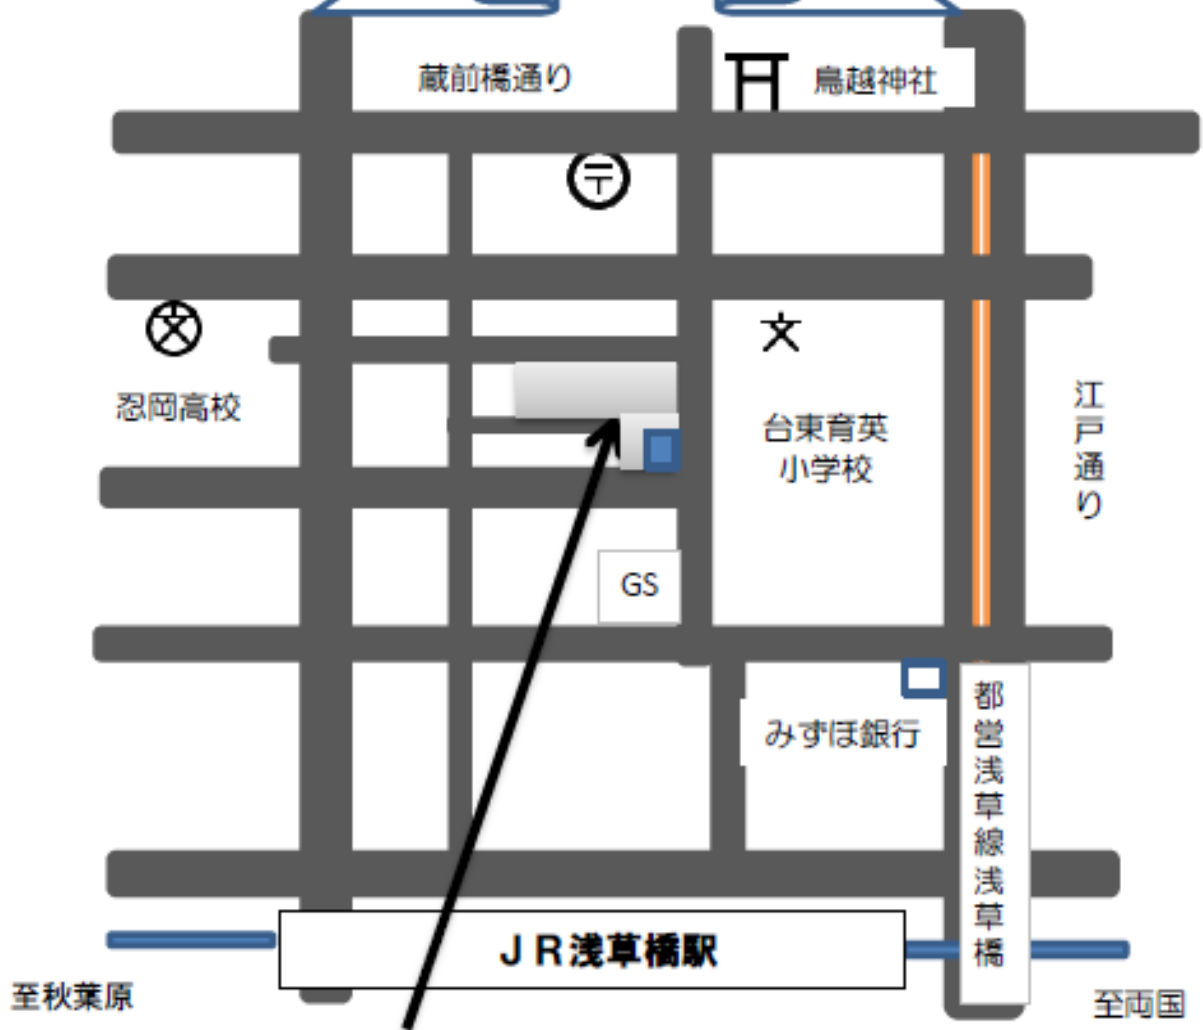 蔵前橋通り
鳥越神社
〒
文
文
忍岡高校
台東育英
小学校
江戸通り
GS
みずほ銀行
都営浅草線浅草橋
JR浅草橋駅
至秋葉原
至両国